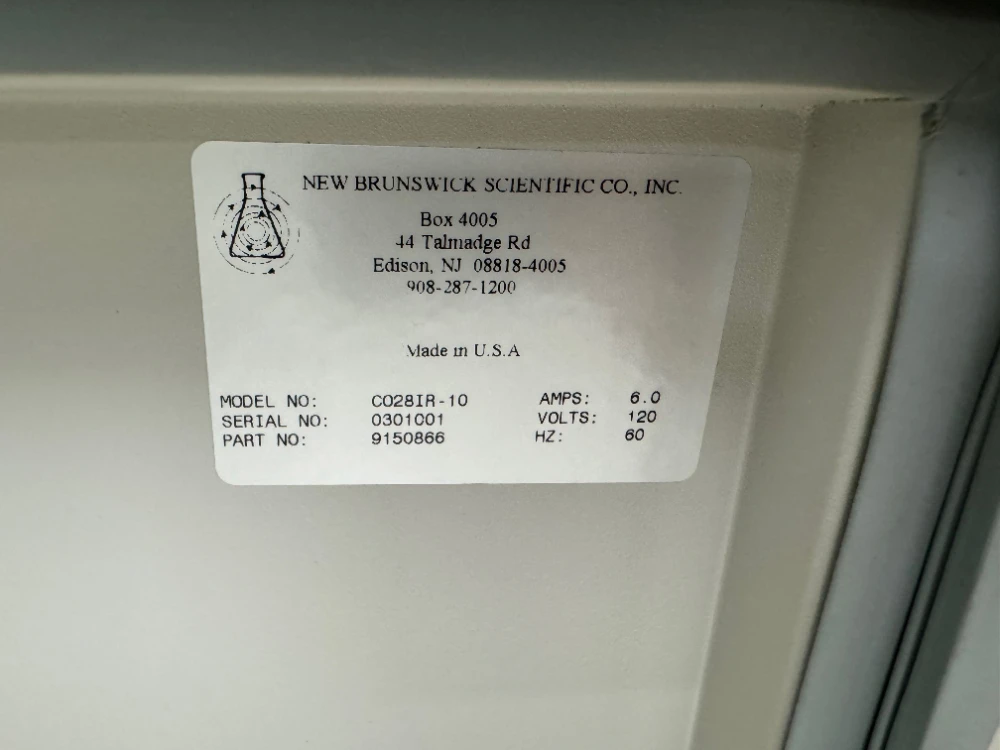 NEW BRUNSWICK SCIENTIFIC CO., INC.
Box 4005
44 Talmadge Rd
Edison, NJ 08818-4005
908-287-1200
Made in U.S.A
MODEL NO: CO28IR-10 AMPS: 6.0
SERIAL NO: 0301001 VOLTS: 120
PART NO: 9150866 HZ: 60